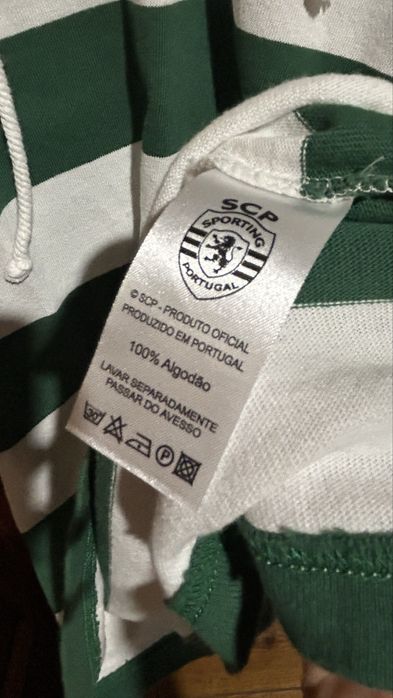 SCP
SPORTING
PORTUGAL
© SCP - PRODUTO OFICIAL
PRODUZIDO EM PORTUGAL
100% Algodão
LAVAR SEPARADAMENTE
PASSAR DO AVESSO
30° P